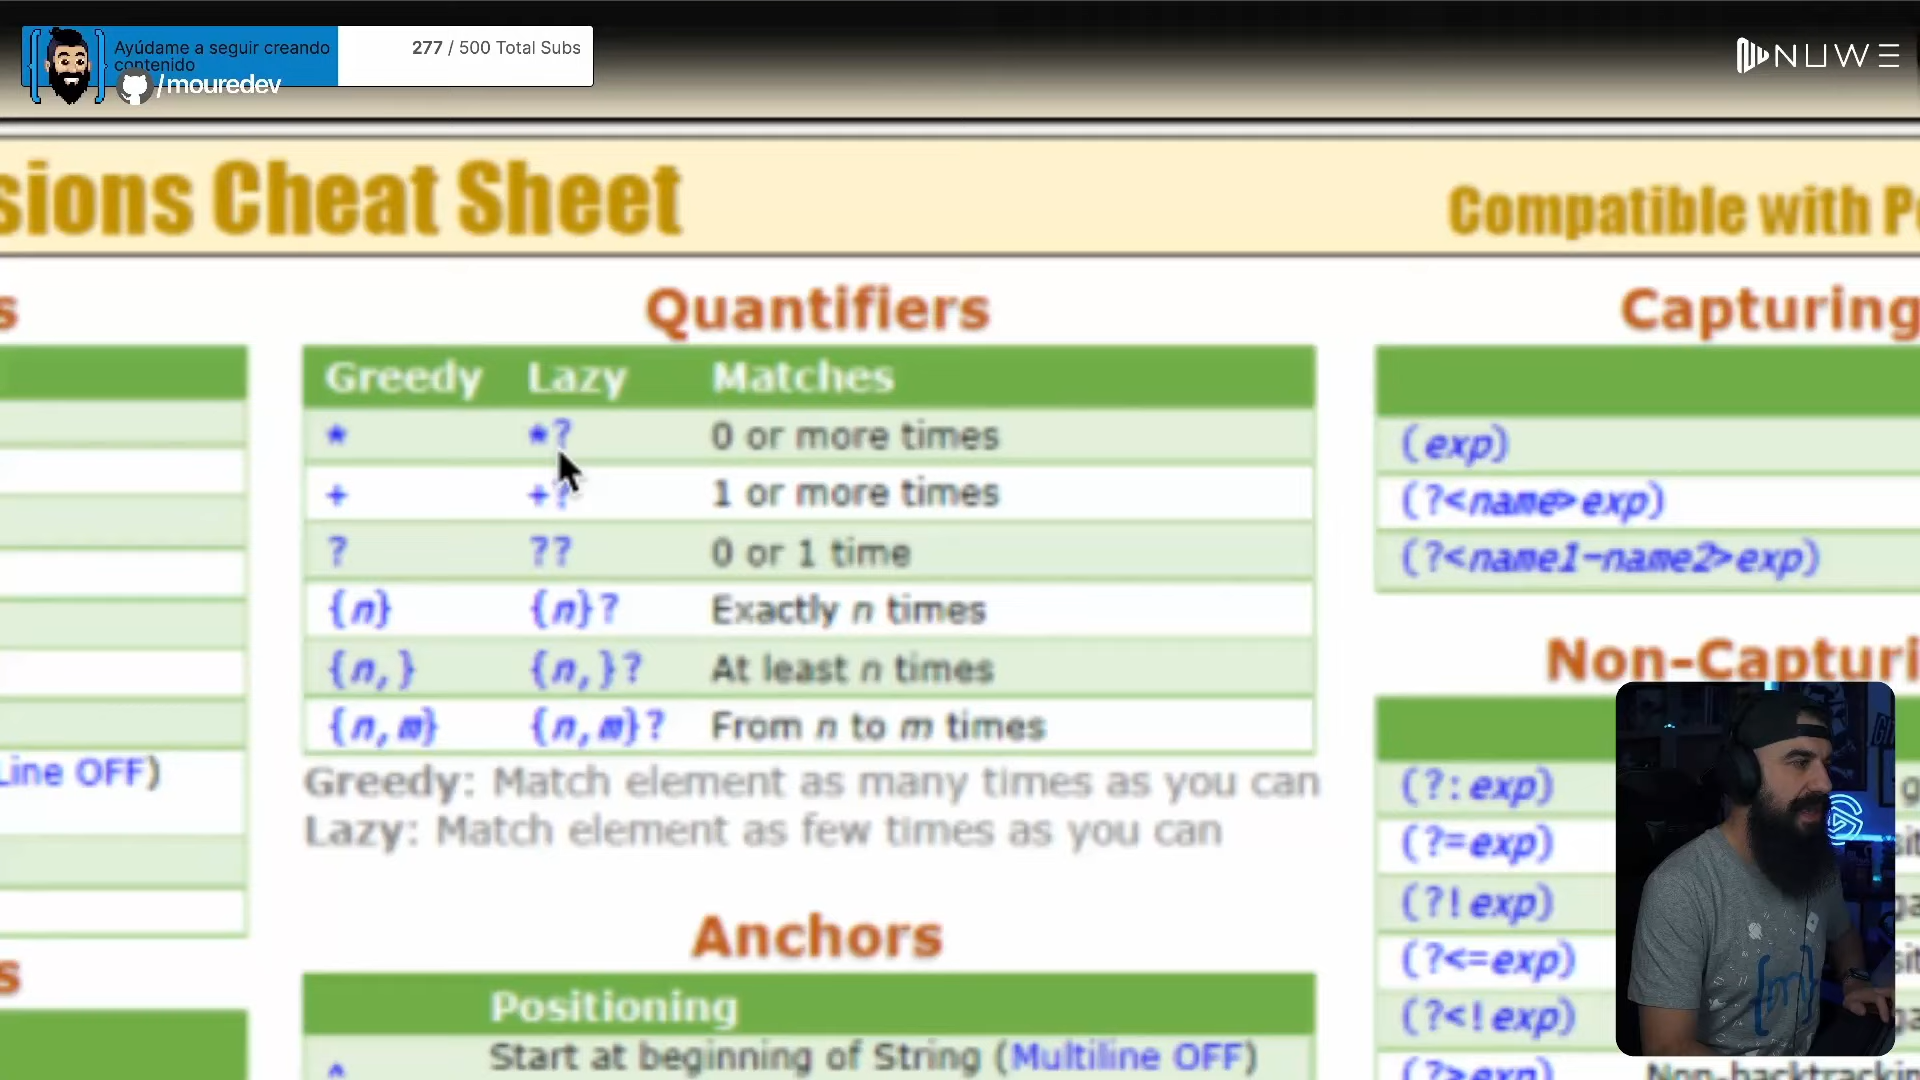 Ayúdame a seguir creando
contenido
277 / 500 Total Subs
/mouredev
NUWE
sions Cheat Sheet
Compatible with P
s
Quantifiers
Capturing
Greedy Lazy Matches
* *? 0 or more times
+ +? 1 or more times
? ?? 0 or 1 time
{n} {n}? Exactly n times
{n,} {n,}? At least n times
{n,m} {n,m}? From n to m times
Greedy: Match element as many times as you can
Lazy: Match element as few times as you can
(exp)
(?<name>exp)
(?<name1-name2>exp)
Non-Capturi
Line OFF)
(?:exp)
(?=exp)
(?!exp)
(?<=exp)
(?<!exp)
(?>exp) Non-backtrackin
s
Anchors
Positioning
^ Start at beginning of String (Multiline OFF)